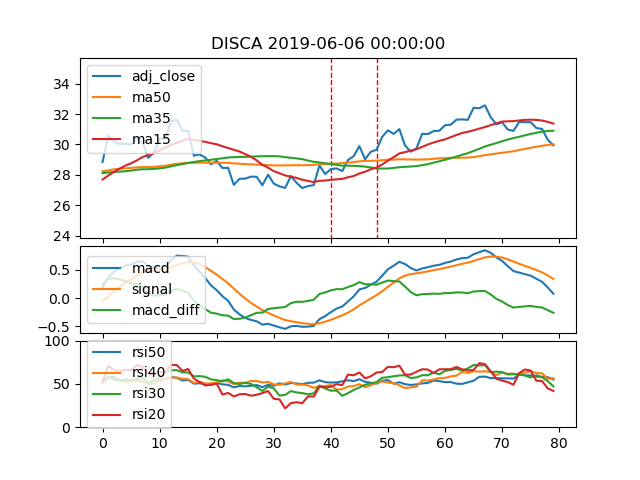 DISCA 2019-06-06 00:00:00
34
32
30
28
26
24
adj_close
ma50
ma35
ma15
0.5
0.0
−0.5
macd
signal
macd_diff
100
50
0
rsi50
rsi40
rsi30
rsi20
0 10 20 30 40 50 60 70 80